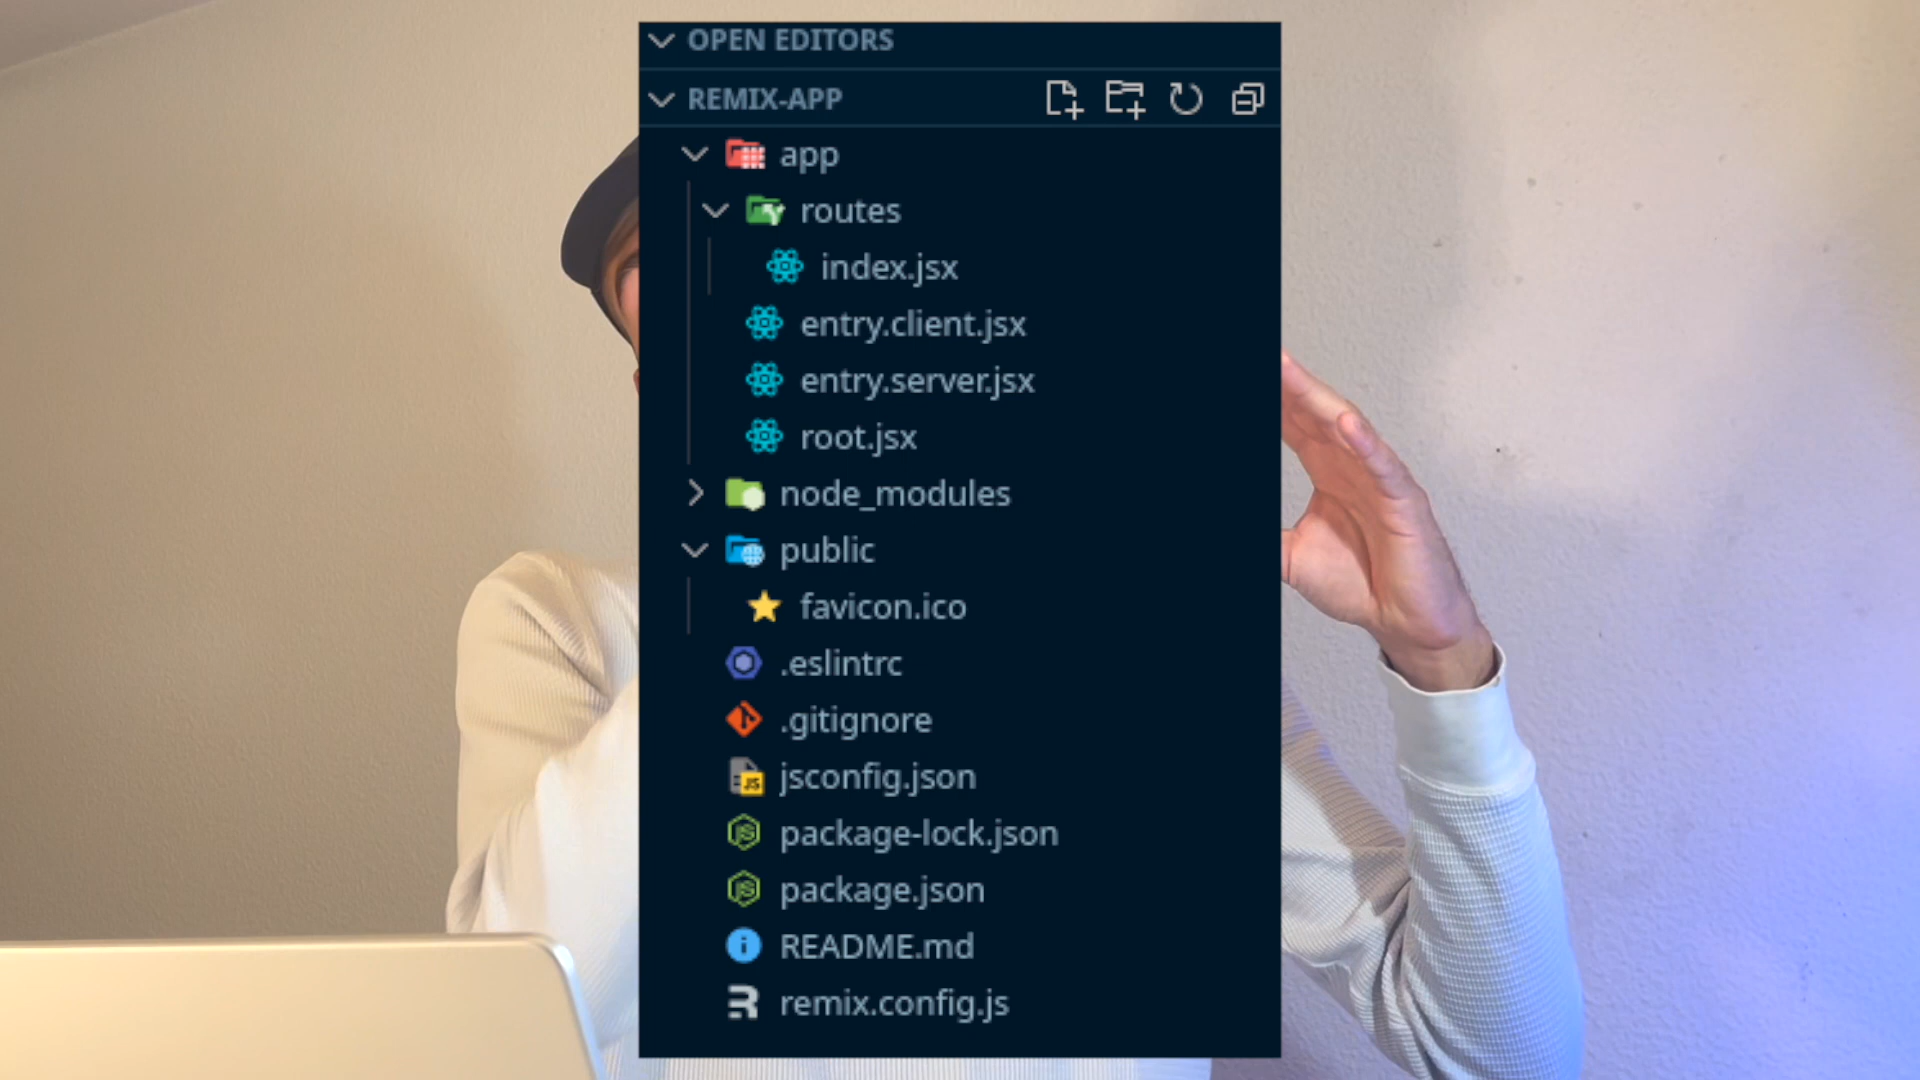 OPEN EDITORS
REMIX-APP
app
routes
index.jsx
entry.client.jsx
entry.server.jsx
root.jsx
node_modules
public
favicon.ico
.eslintrc
.gitignore
jsconfig.json
package-lock.json
package.json
README.md
remix.config.js